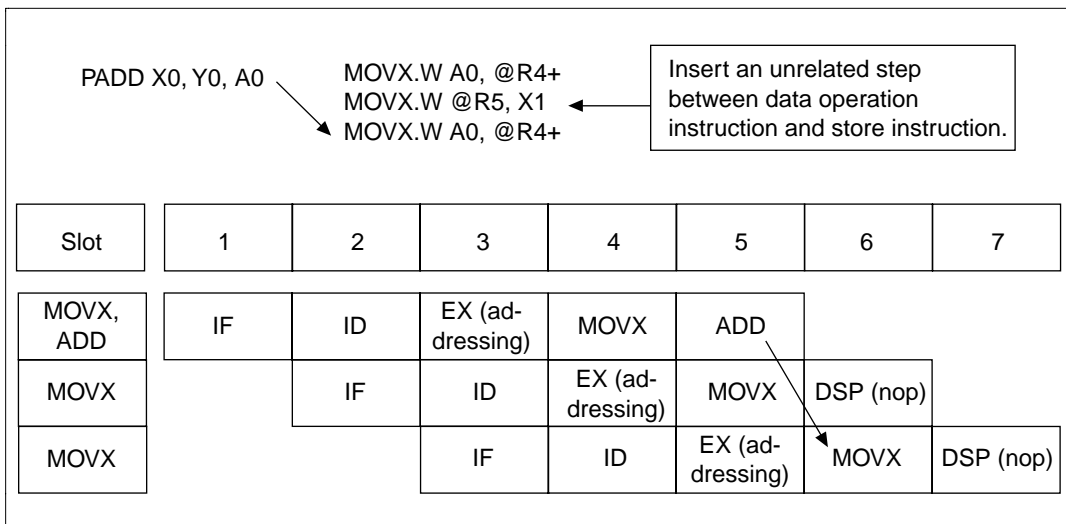 PADD X0, Y0, A0
MOVX.W A0, @R4+
MOVX.W @R5, X1
MOVX.W A0, @R4+
Insert an unrelated step
between data operation
instruction and store instruction.
Slot 1 2 3 4 5 6 7
MOVX,
ADD
IF
ID
EX (ad-
dressing)
MOVX
ADD
MOVX
IF
ID
EX (ad-
dressing)
MOVX
DSP (nop)
MOVX
IF
ID
EX (ad-
dressing)
MOVX
DSP (nop)